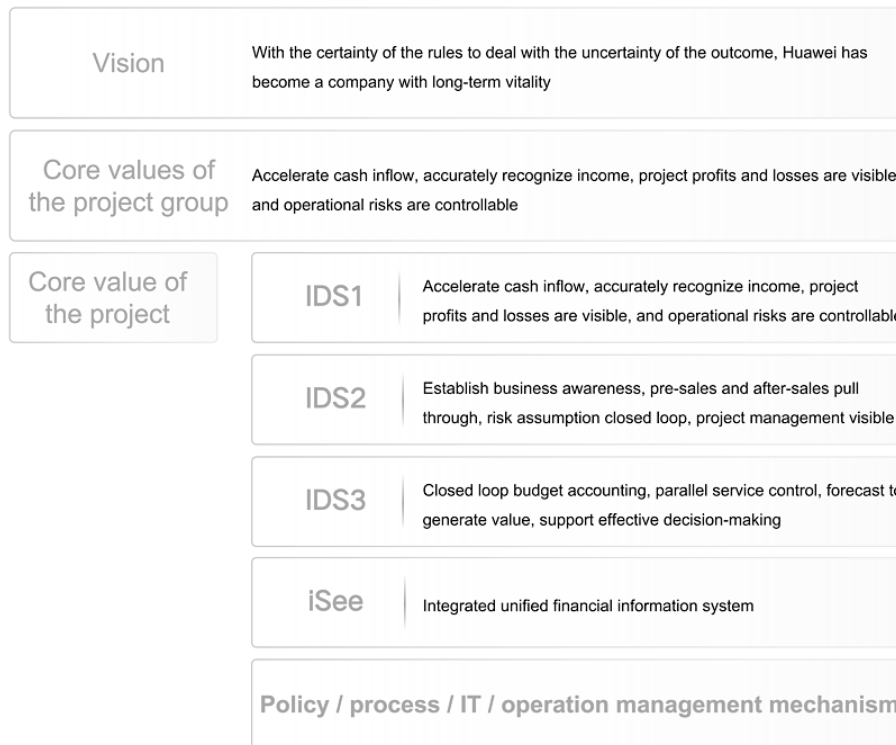 Vision
With the certainty of the rules to deal with the uncertainty of the outcome, Huawei has
become a company with long-term vitality
Core values of
the project group
Accelerate cash inflow, accurately recognize income, project profits and losses are visible
and operational risks are controllable
Core value of
the project
IDS1
Accelerate cash inflow, accurately recognize income, project
profits and losses are visible, and operational risks are controllable
IDS2
Establish business awareness, pre-sales and after-sales pull
through, risk assumption closed loop, project management visible
IDS3
Closed loop budget accounting, parallel service control, forecast to
generate value, support effective decision-making
iSee
Integrated unified financial information system
Policy / process / IT / operation management mechanism